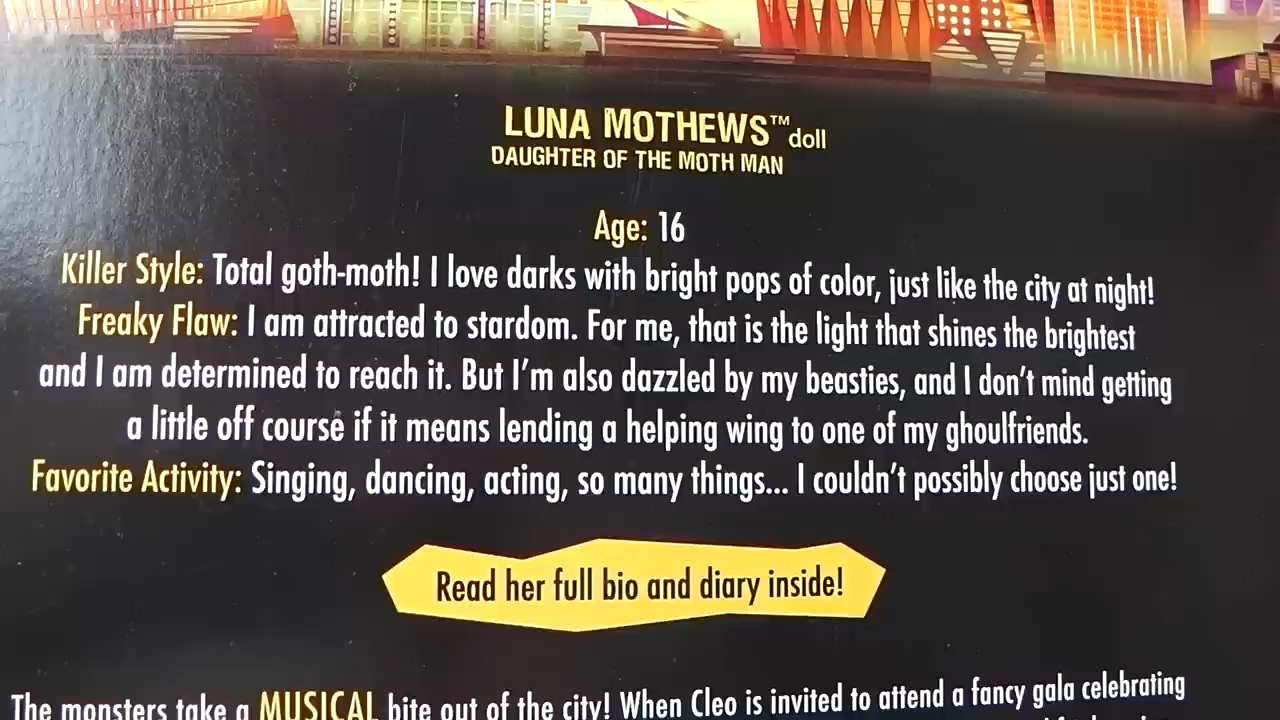 LUNA MOTHEWS™ doll
DAUGHTER OF THE MOTH MAN
Age: 16
Killer Style: Total goth-moth! I love darks with bright pops of color, just like the city at night!
Freaky Flaw: I am attracted to stardom. For me, that is the light that shines the brightest
and I am determined to reach it. But I'm also dazzled by my beasties, and I don't mind getting
a little off course if it means lending a helping wing to one of my ghoulfriends.
Favorite Activity: Singing, dancing, acting, so many things... I couldn't possibly choose just one!
Read her full bio and diary inside!
The monsters take a MUSICAL bite out of the city! When Cleo is invited to attend a fancy gala celebrating